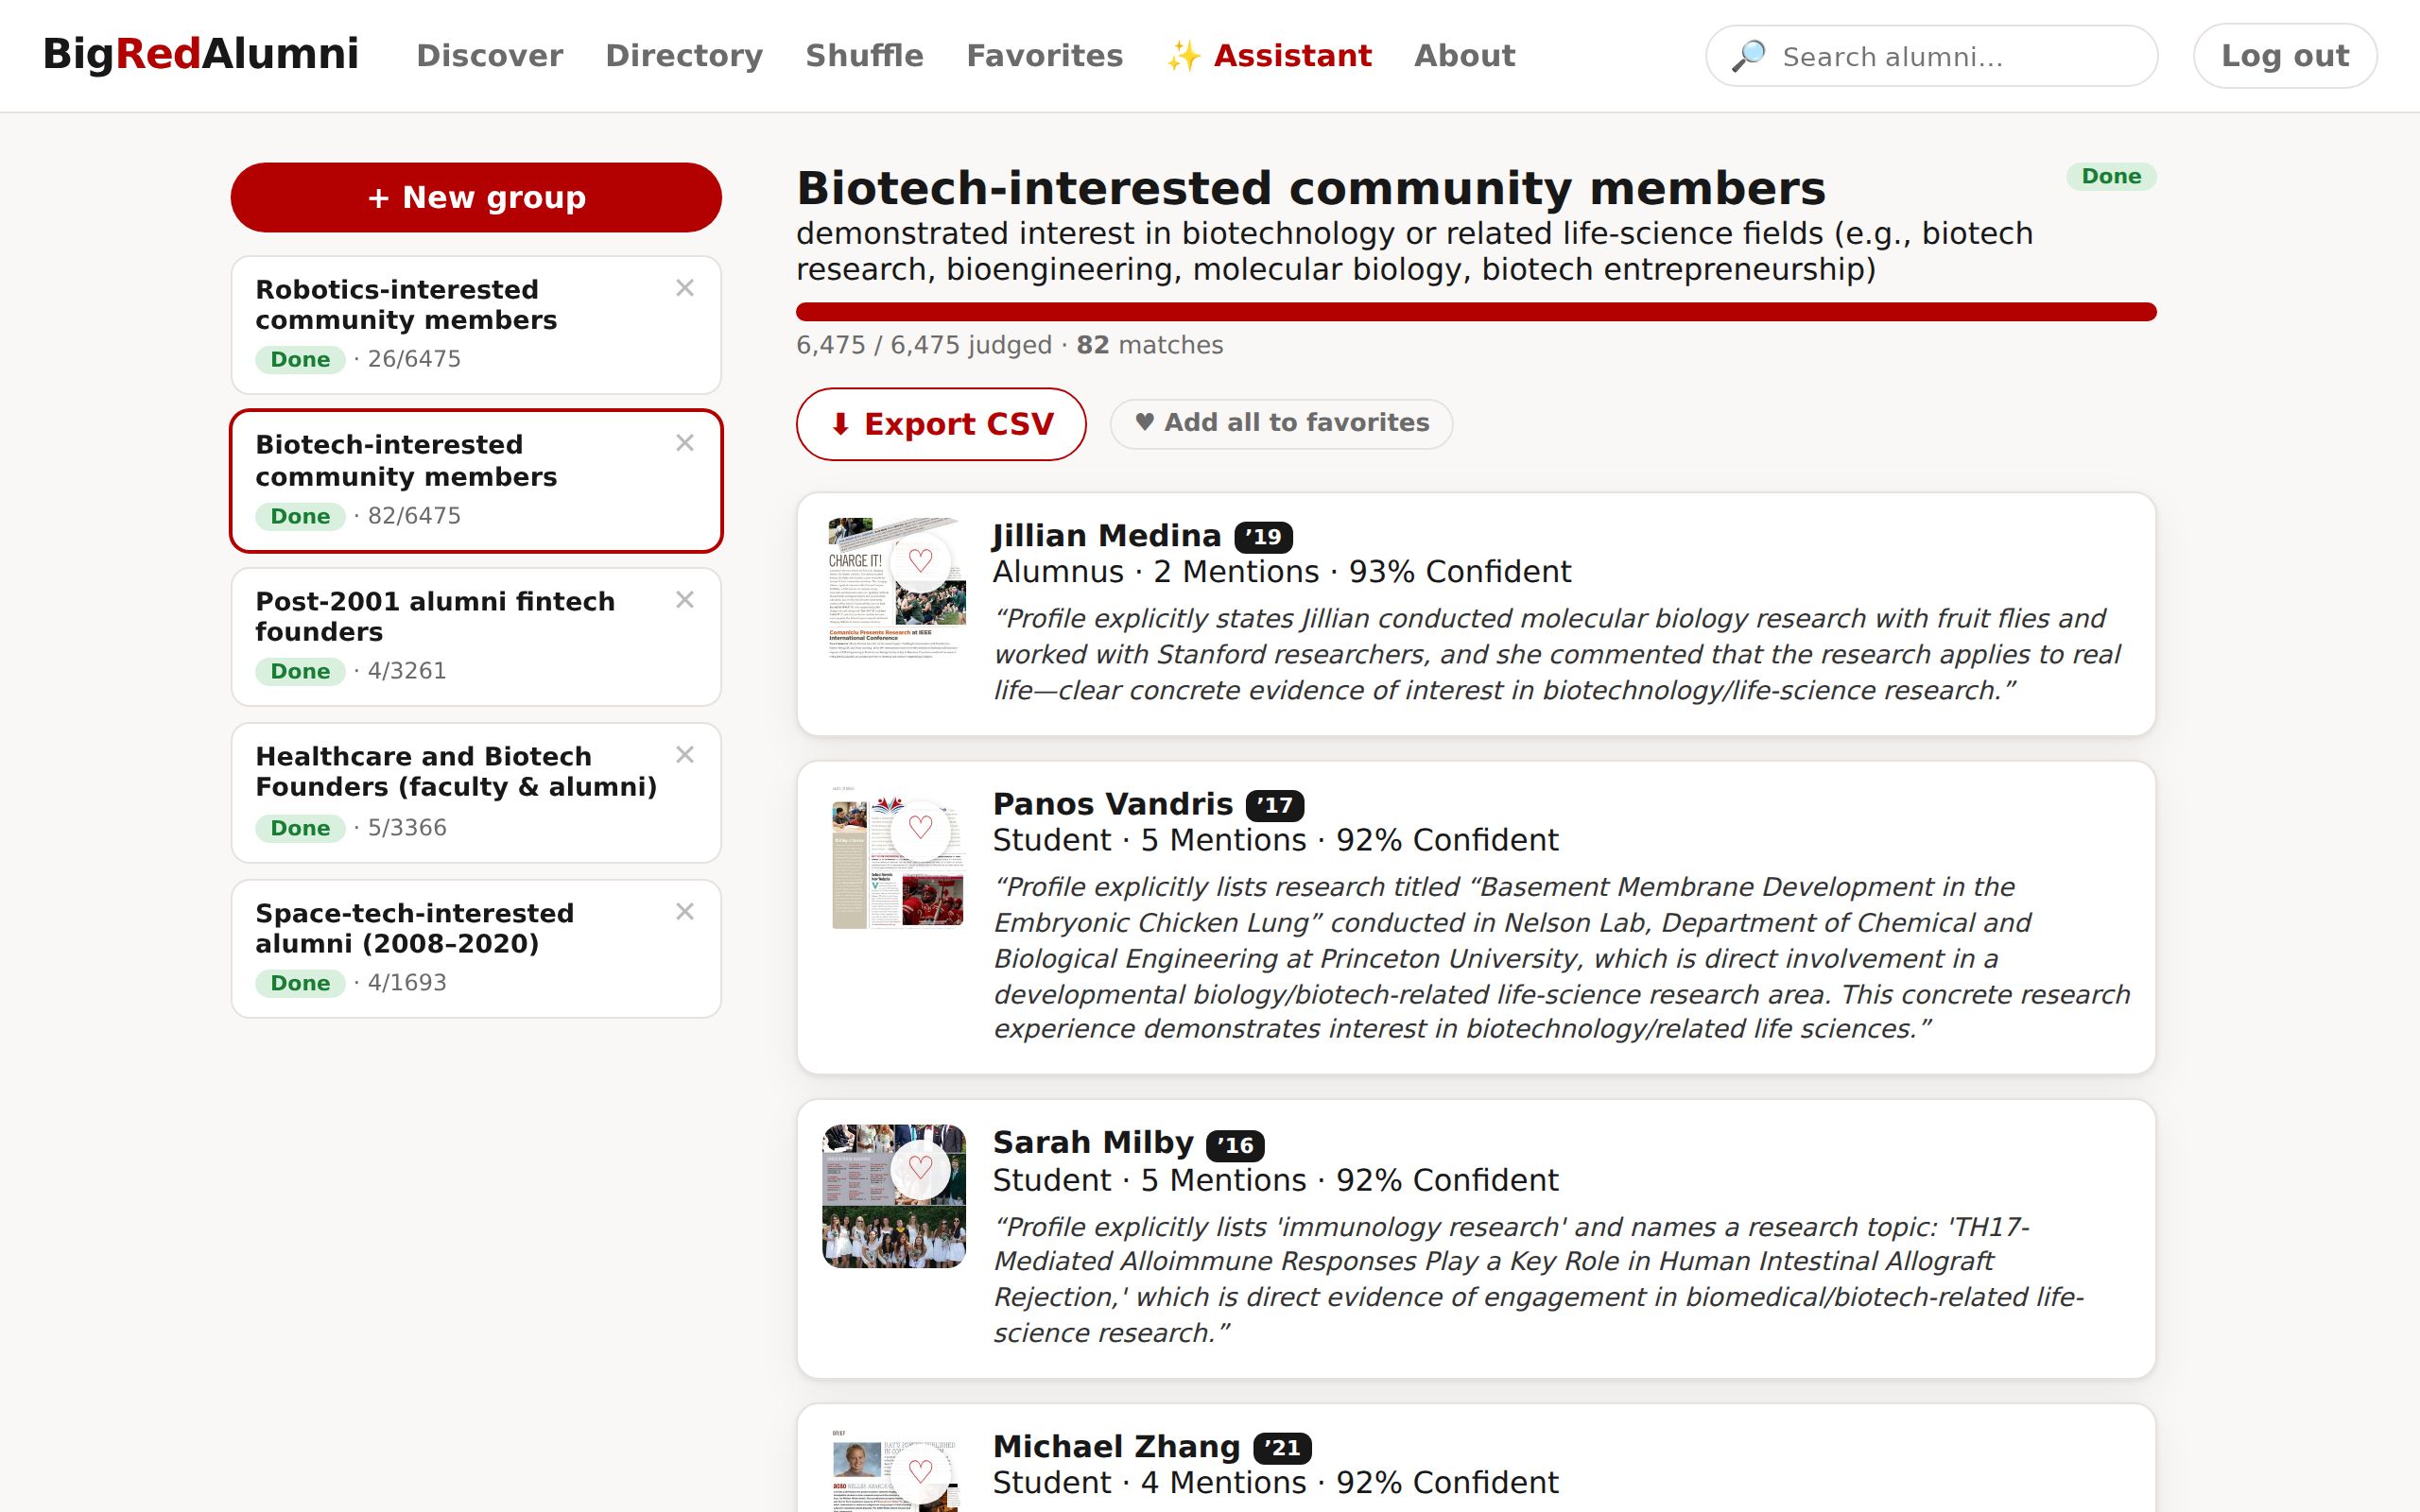 BigRedAlumni
Discover
Directory
Shuffle
Favorites
✨ Assistant
About
Search alumni...
Log out
+ New group
Robotics-interested
community members
Done · 26/6475
Biotech-interested
community members
Done · 82/6475
Post-2001 alumni fintech
founders
Done · 4/3261
Healthcare and Biotech
Founders (faculty & alumni)
Done · 5/3366
Space-tech-interested
alumni (2008–2020)
Done · 4/1693
Biotech-interested community members
Done
demonstrated interest in biotechnology or related life-science fields (e.g., biotech
research, bioengineering, molecular biology, biotech entrepreneurship)
6,475 / 6,475 judged · 82 matches
⬇ Export CSV
♥ Add all to favorites
CHARGE IT!
Comaniciu Presents Research at IEEE
International Conference
Jillian Medina ’19
Alumnus · 2 Mentions · 93% Confident
“Profile explicitly states Jillian conducted molecular biology research with fruit flies and
worked with Stanford researchers, and she commented that the research applies to real
life—clear concrete evidence of interest in biotechnology/life-science research.”
Panos Vandris ’17
Student · 5 Mentions · 92% Confident
“Profile explicitly lists research titled “Basement Membrane Development in the
Embryonic Chicken Lung” conducted in Nelson Lab, Department of Chemical and
Biological Engineering at Princeton University, which is direct involvement in a
developmental biology/biotech-related life-science research area. This concrete research
experience demonstrates interest in biotechnology/related life sciences.”
Sarah Milby ’16
Student · 5 Mentions · 92% Confident
“Profile explicitly lists 'immunology research' and names a research topic: 'TH17-
Mediated Alloimmune Responses Play a Key Role in Human Intestinal Allograft
Rejection,' which is direct evidence of engagement in biomedical/biotech-related life-
science research.”
BRIEF
Michael Zhang ’21
Student · 4 Mentions · 92% Confident